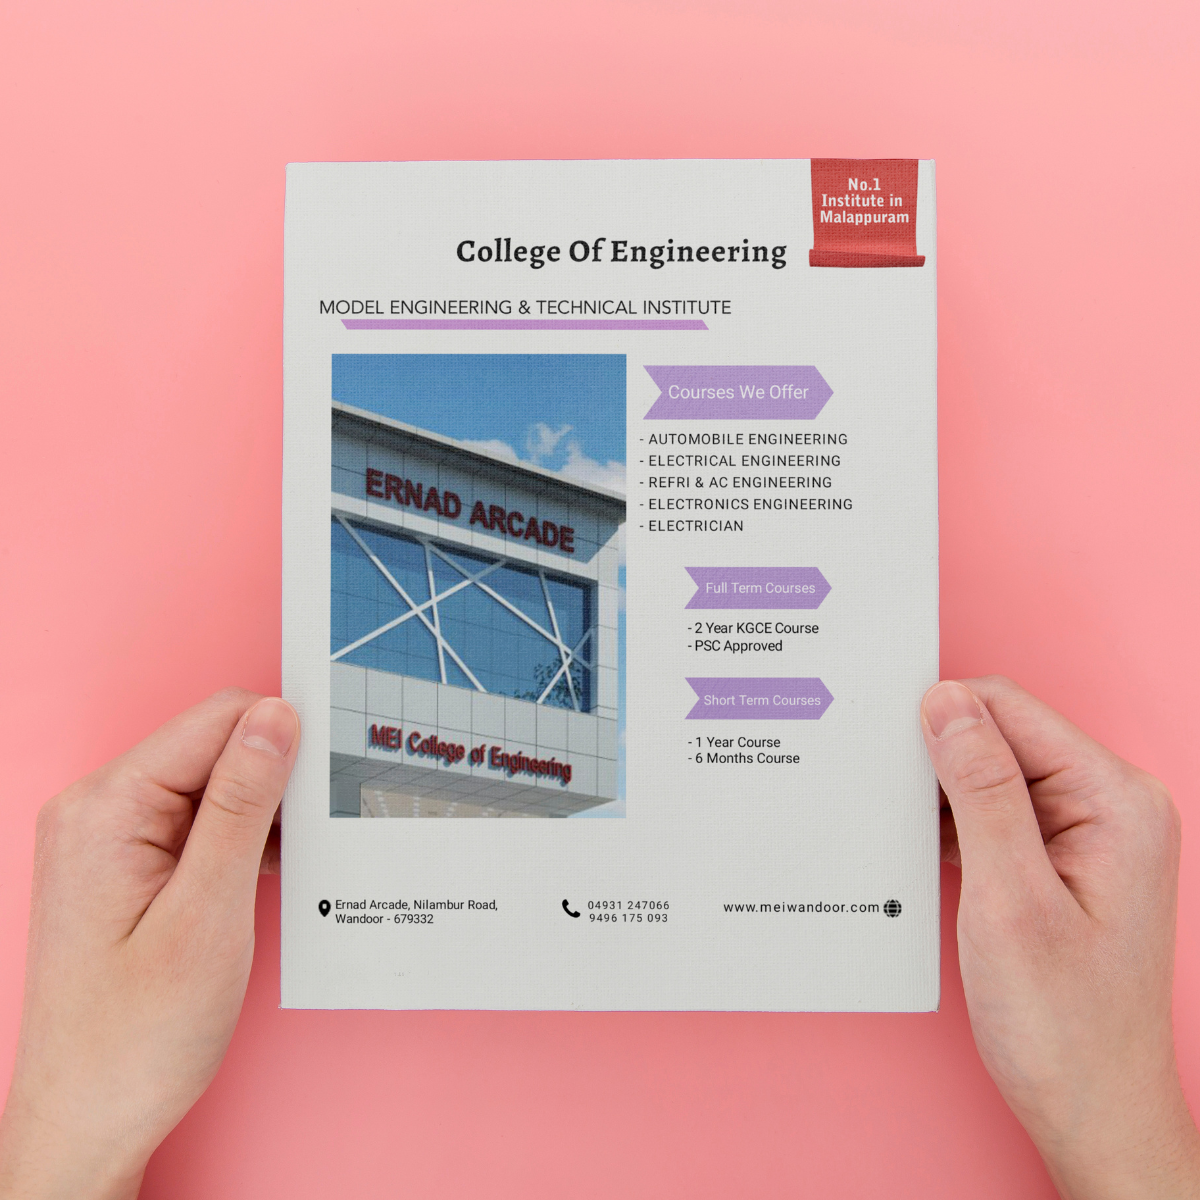 No.1
Institute in
Malappuram
College Of Engineering
MODEL ENGINEERING & TECHNICAL INSTITUTE
ERNAD ARCADE
MEI College of Engineering
Courses We Offer
- AUTOMOBILE ENGINEERING
- ELECTRICAL ENGINEERING
- REFRI & AC ENGINEERING
- ELECTRONICS ENGINEERING
- ELECTRICIAN
Full Term Courses
- 2 Year KGCE Course
- PSC Approved
Short Term Courses
- 1 Year Course
- 6 Months Course
Ernad Arcade, Nilambur Road,
Wandoor - 679332
04931 247066
9496 175 093
www.meiwandoor.com